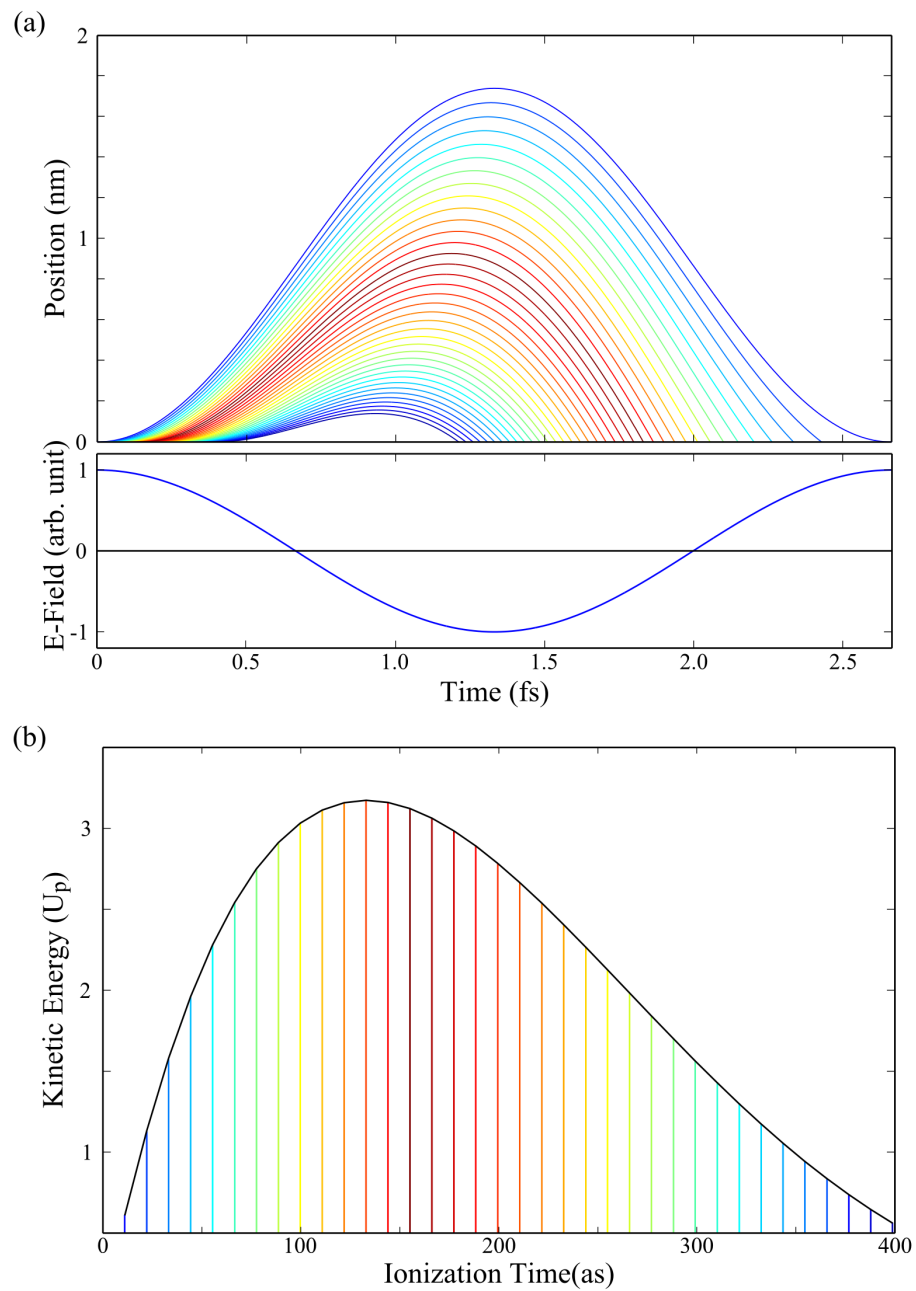 (a)
2
1
0
Position (nm)
1
0
-1
E-Field (arb. unit)
0 0.5 1.0 1.5 2.0 2.5
Time (fs)
(b)
3
2
1
Kinetic Energy (Up)
0 100 200 300 400
Ionization Time(as)